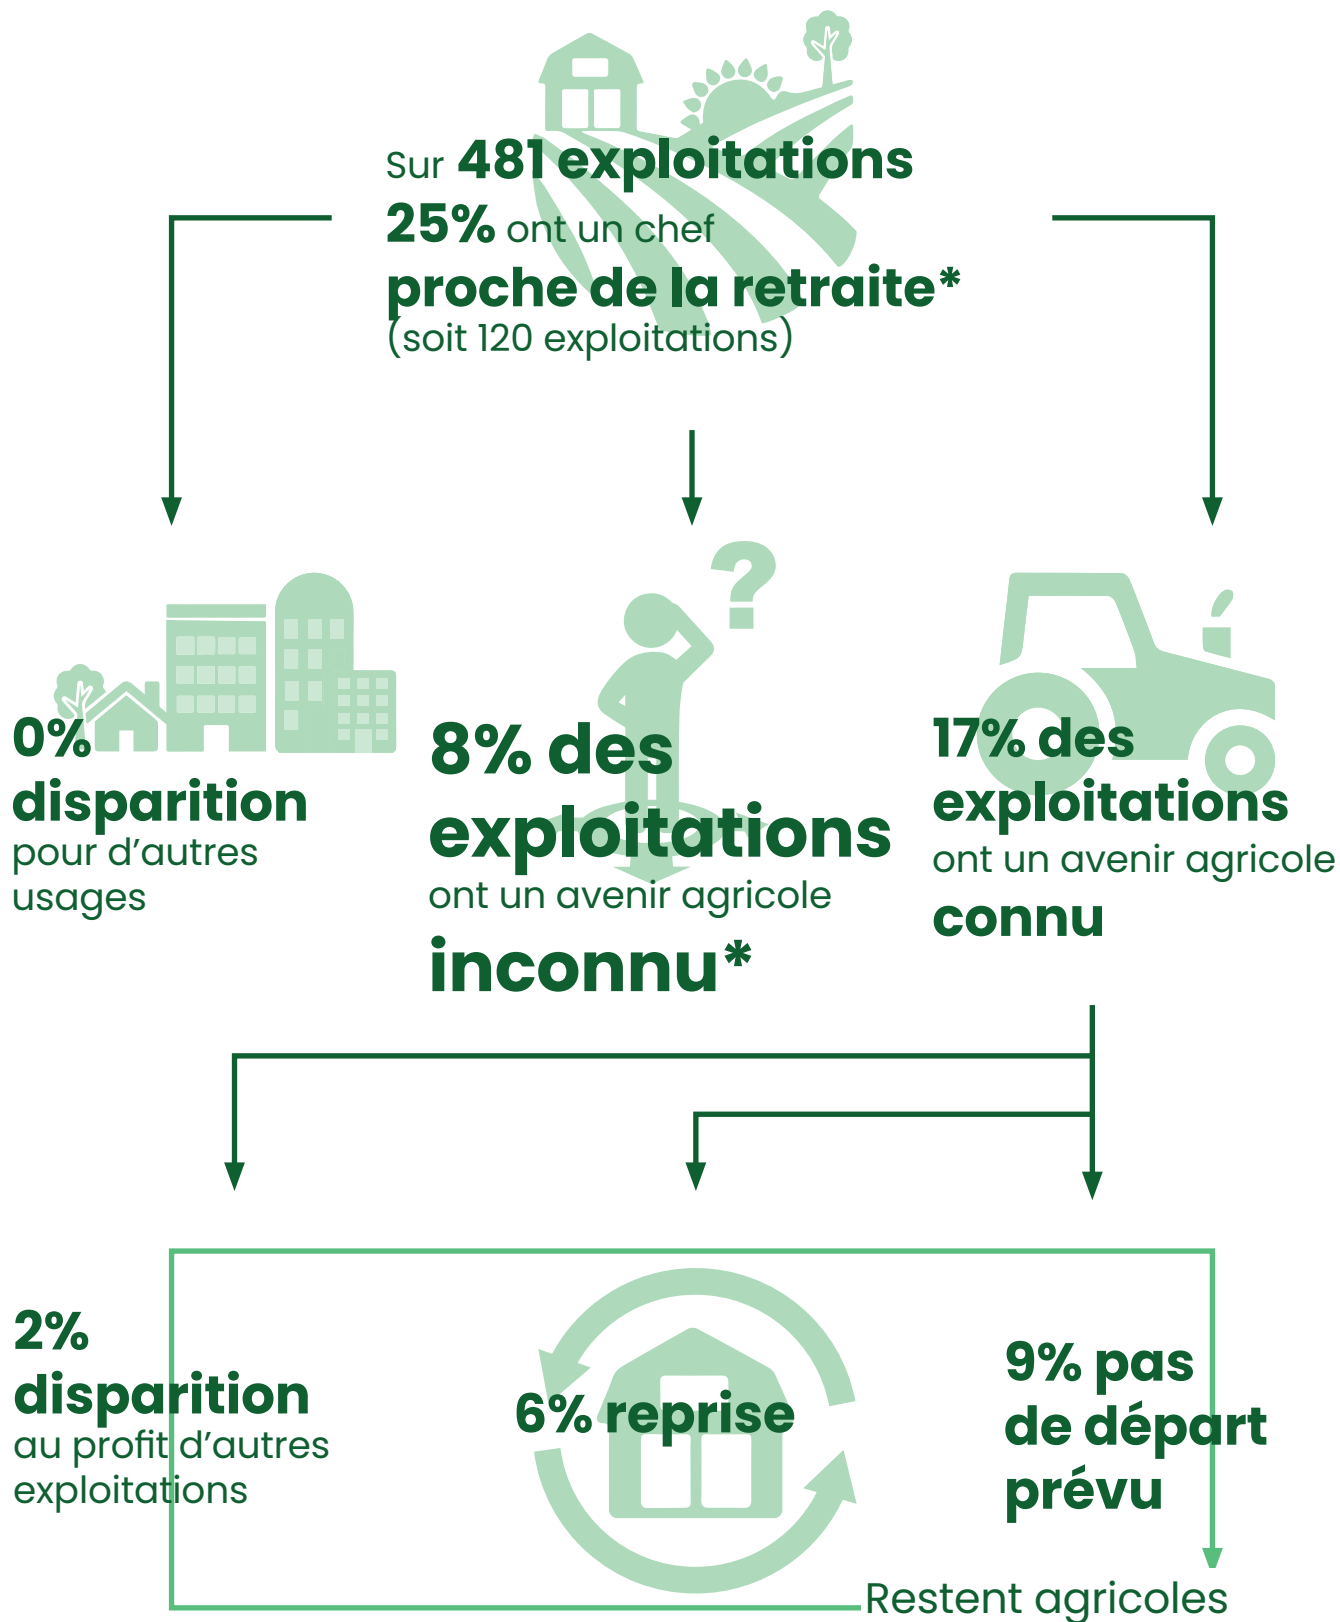 Sur 481 exploitations
25% ont un chef
proche de la retraite*
(soit 120 exploitations)
?
0%
disparition
pour d'autres
usages
8% des
exploitations
ont un avenir agricole
inconnu*
17% des
exploitations
ont un avenir agricole
connu
2%
disparition
au profit d'autres
exploitations
6% reprise
9% pas
de départ
prévu
Restent agricoles